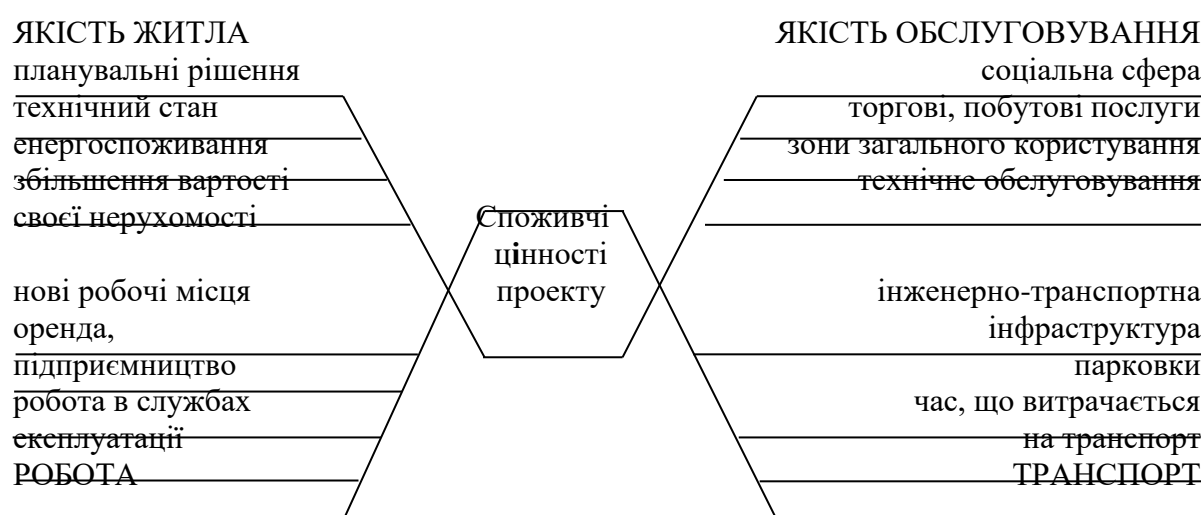 ЯКІСТЬ ЖИТЛА
планувальні рішення
технічний стан
енергоспоживання
збільшення вартості
своєї нерухомості
ЯКІСТЬ ОБСЛУГОВУВАННЯ
соціальна сфера
торгові, побутові послуги
зони загального користування
технічне обслуговування
Споживчі
цінності
проекту
нові робочі місця
оренда,
підприємництво
робота в службах
експлуатації
РОБОТА
інженерно-транспортна
інфраструктура
парковки
час, що витрачається
на транспорт
ТРАНСПОРТ